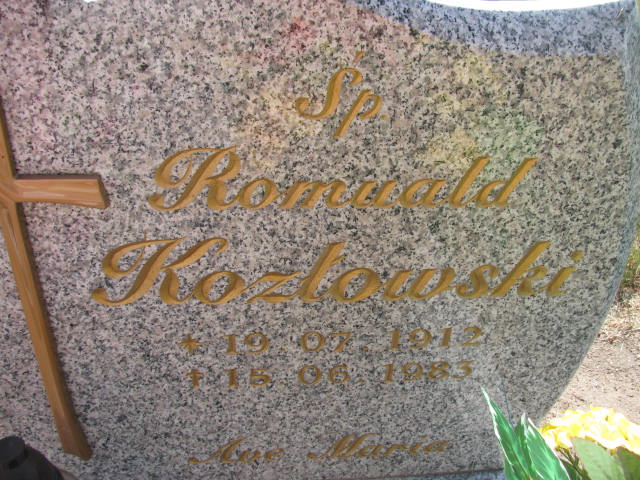 Śp.
Romuald
Kozłowski
* 19. 07. 1912
† 15. 06. 1983
Ave Maria